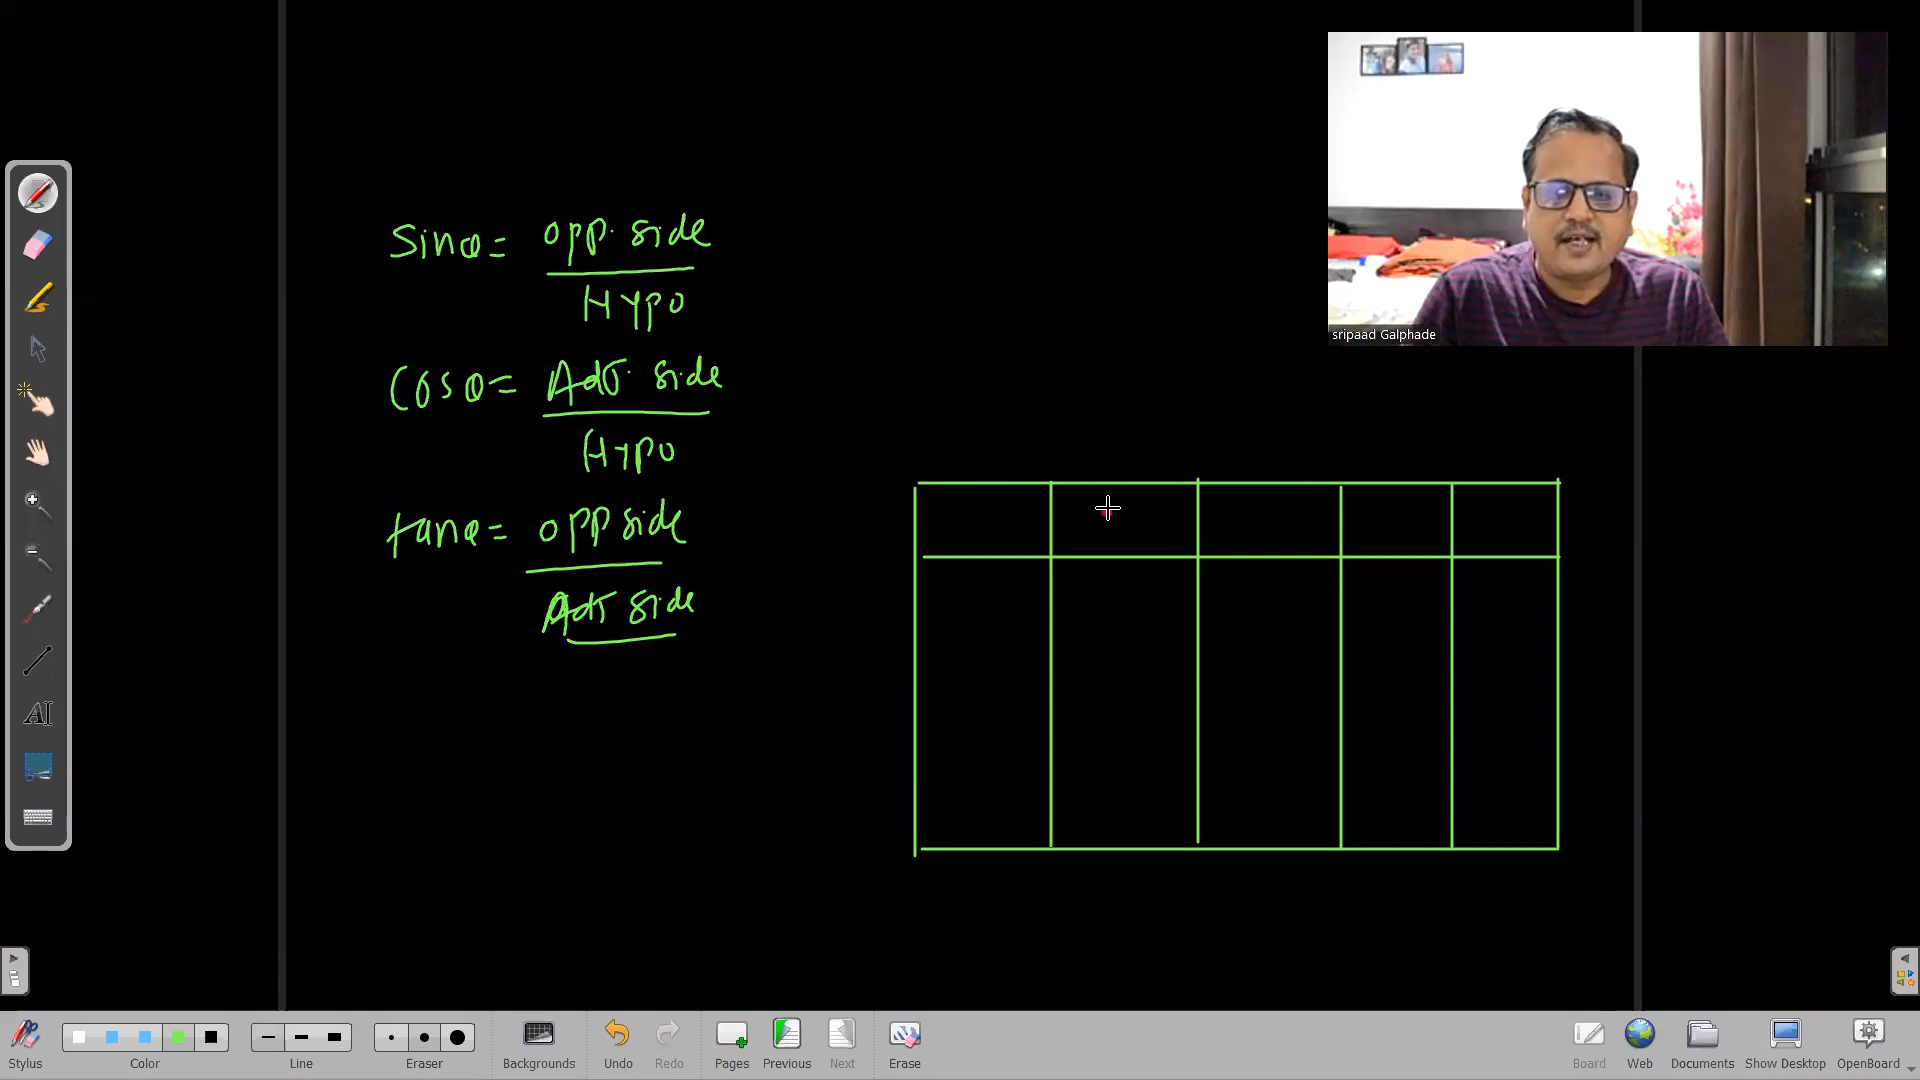 sripaad Galphade
Sinθ = opp. side
Hypo
Cosθ = Adj. side
Hypo
tanθ = opp side
Adj side
Stylus
Color
Line
Eraser
Backgrounds
Undo
Redo
Pages
Previous
Next
Erase
Board
Web
Documents
Show Desktop
OpenBoard